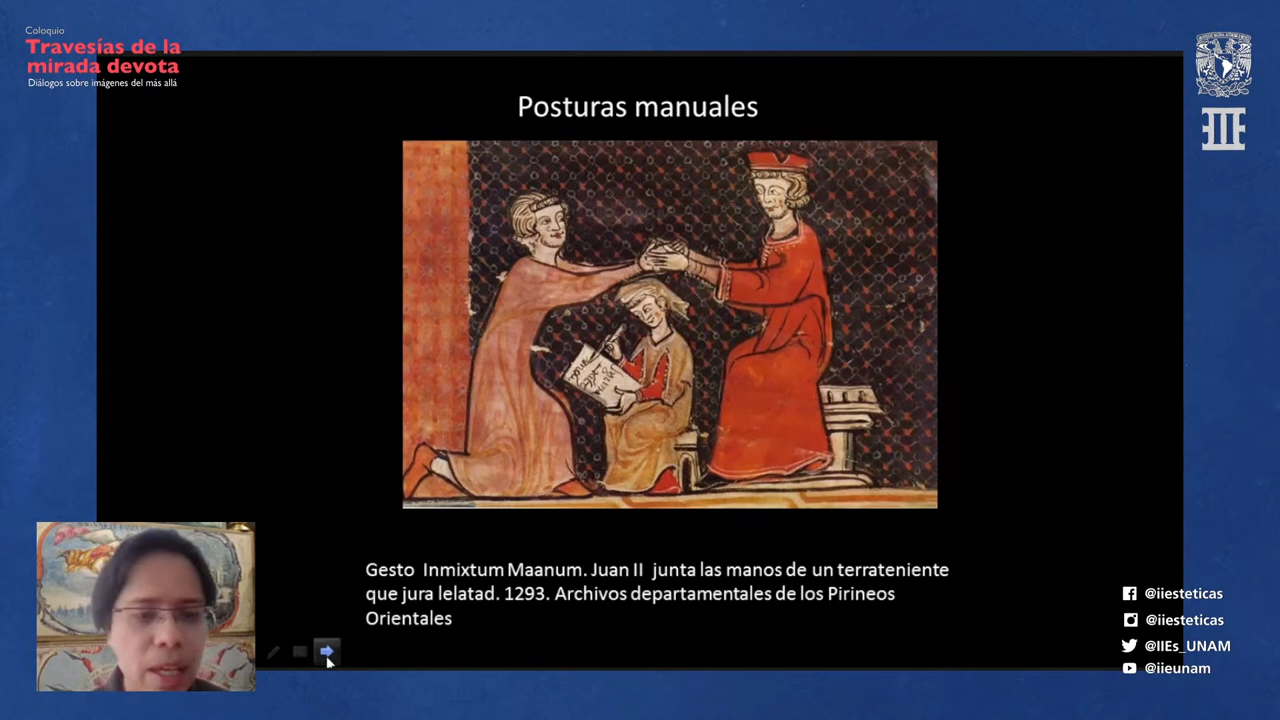 Coloquio
Travesías de la
mirada devota
Diálogos sobre imágenes del más allá
Posturas manuales
Gesto Inmixtum Maanum. Juan II junta las manos de un terrateniente
que jura lelatad. 1293. Archivos departamentales de los Pirineos
Orientales
@iiesteticas
@iiesteticas
@IIEs_UNAM
@iieunam